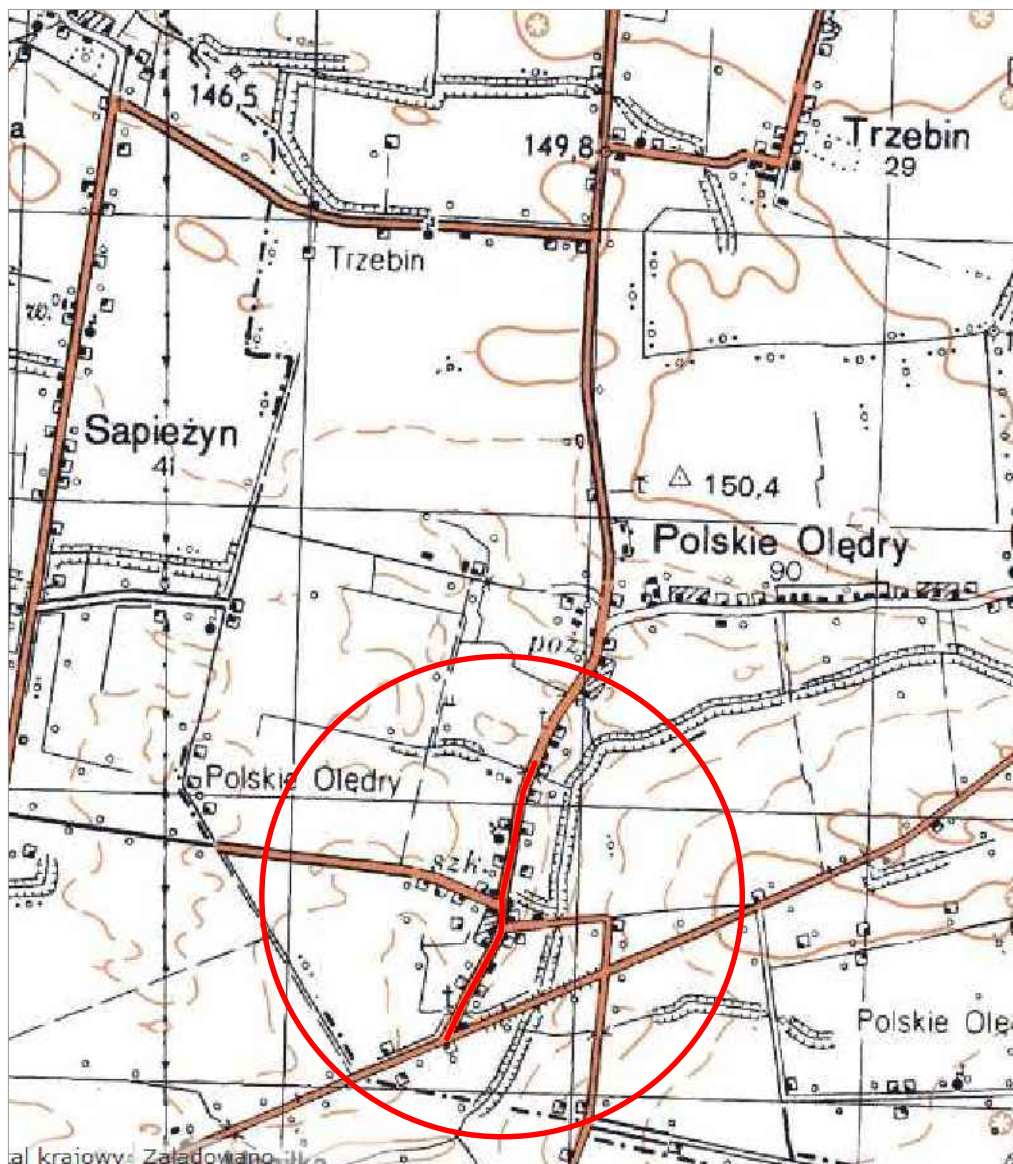 146,5
149,8
Trzebin
29
a
Trzebin
w.
Sapieżyn
41
150,4
Polskie Olędry
90
poż.
Polskie Olędry
szk.
Polskie Olę
al krajowy: Załadowano